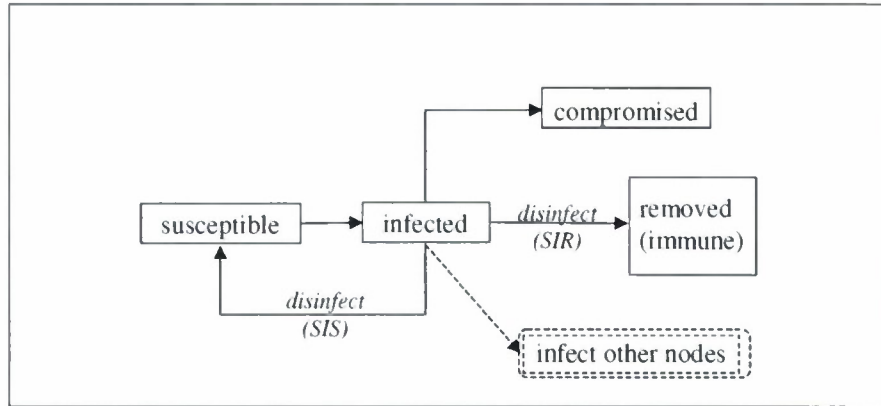 compromised
susceptible
infected
disinfect
(SIR)
removed
(immune)
disinfect
(SIS)
infect other nodes